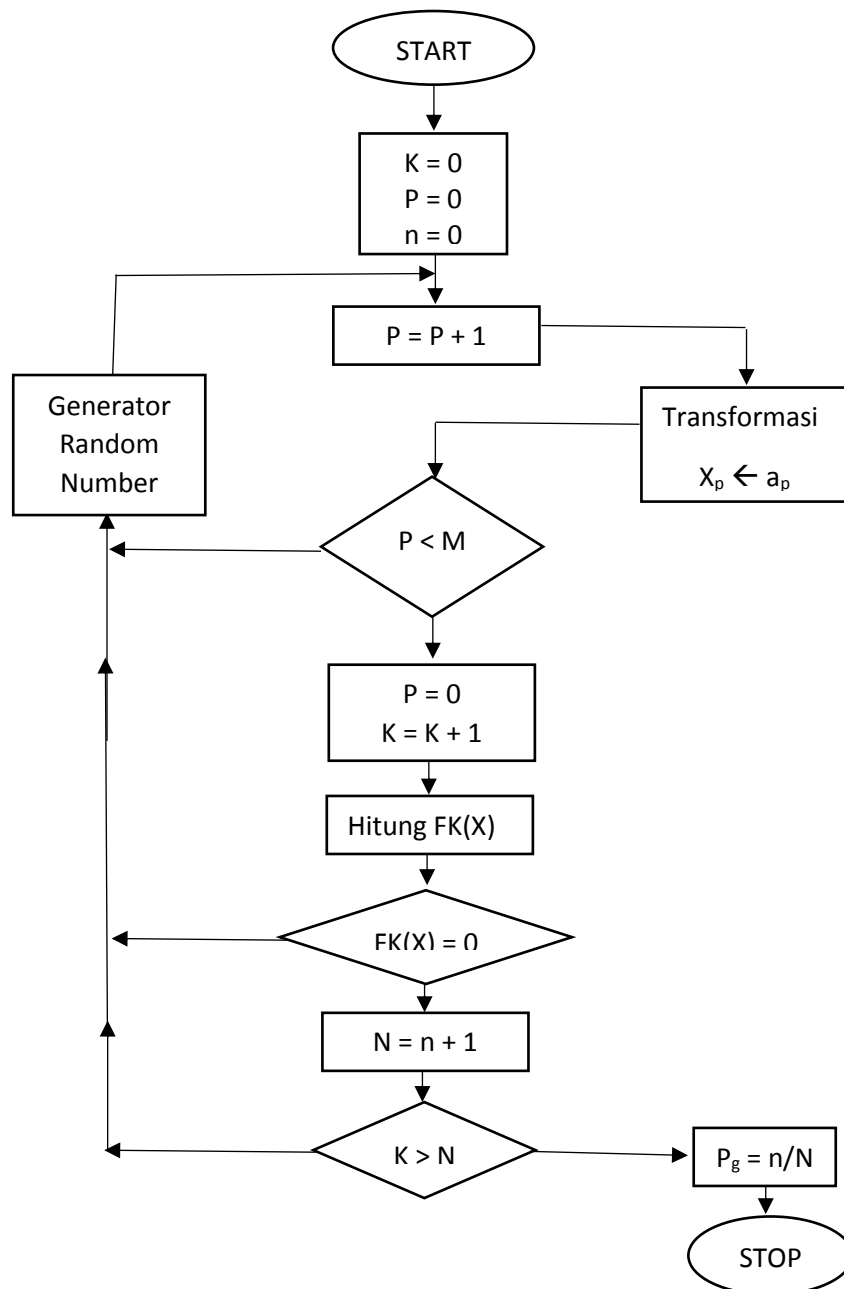 START
K = 0
P = 0
n = 0
P = P + 1
Generator
Random
Number
Transformasi
Xₚ ← aₚ
P < M
P = 0
K = K + 1
Hitung FK(X)
FK(X) = 0
N = n + 1
K > N
P_g = n/N
STOP